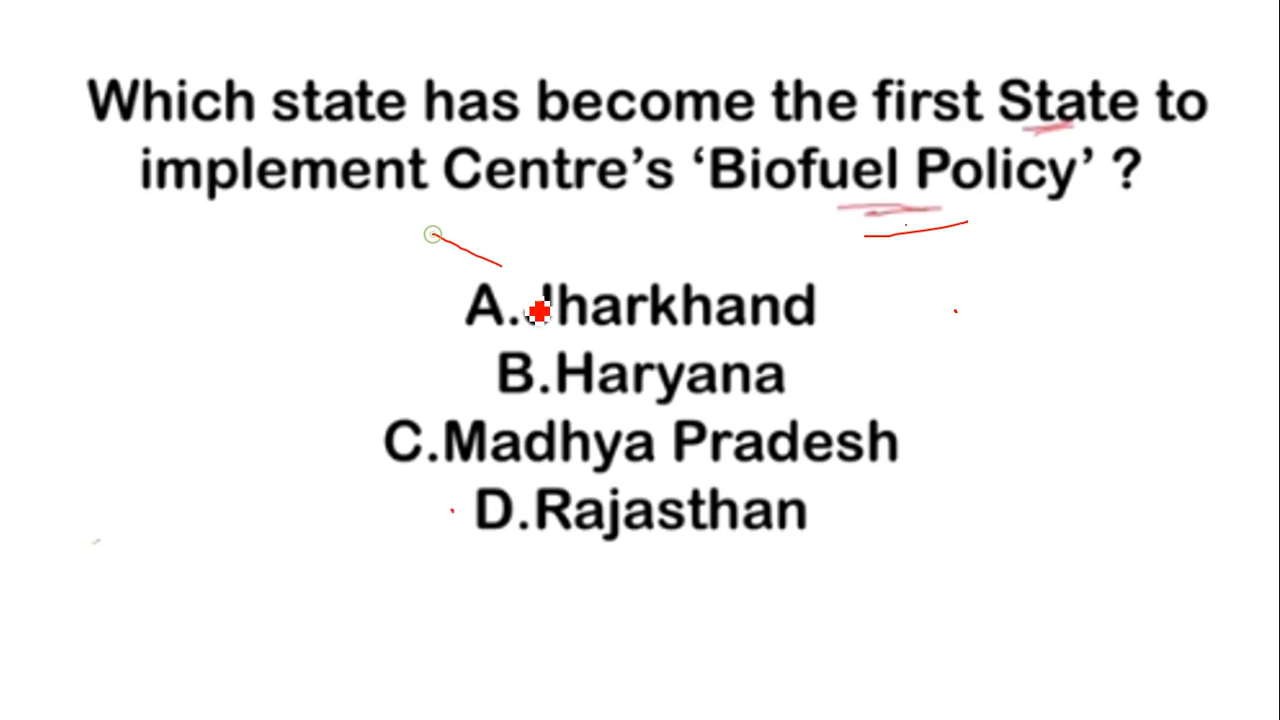 Which state has become the first State to
implement Centre’s ‘Biofuel Policy’ ?
A.Jharkhand
B.Haryana
C.Madhya Pradesh
D.Rajasthan